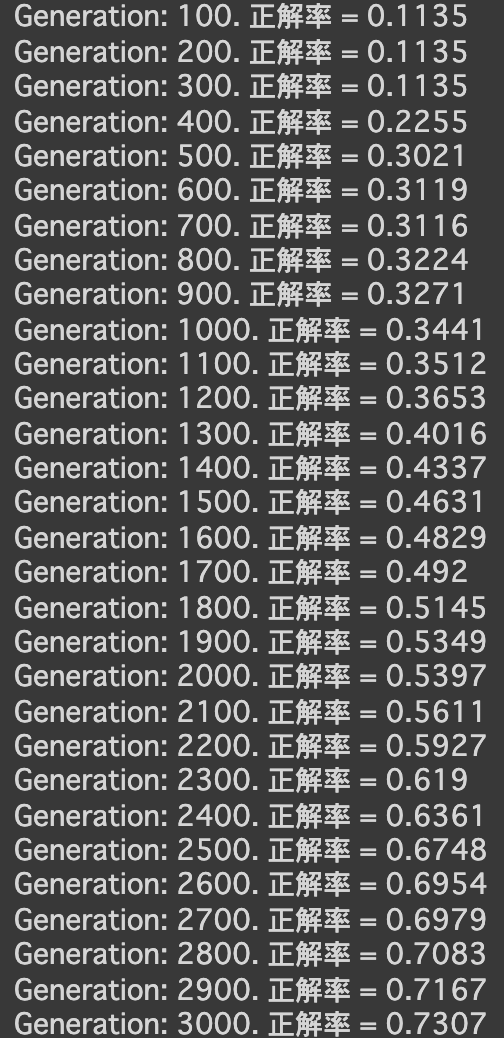 Generation: 100. 正解率 = 0.1135
Generation: 200. 正解率 = 0.1135
Generation: 300. 正解率 = 0.1135
Generation: 400. 正解率 = 0.2255
Generation: 500. 正解率 = 0.3021
Generation: 600. 正解率 = 0.3119
Generation: 700. 正解率 = 0.3116
Generation: 800. 正解率 = 0.3224
Generation: 900. 正解率 = 0.3271
Generation: 1000. 正解率 = 0.3441
Generation: 1100. 正解率 = 0.3512
Generation: 1200. 正解率 = 0.3653
Generation: 1300. 正解率 = 0.4016
Generation: 1400. 正解率 = 0.4337
Generation: 1500. 正解率 = 0.4631
Generation: 1600. 正解率 = 0.4829
Generation: 1700. 正解率 = 0.492
Generation: 1800. 正解率 = 0.5145
Generation: 1900. 正解率 = 0.5349
Generation: 2000. 正解率 = 0.5397
Generation: 2100. 正解率 = 0.5611
Generation: 2200. 正解率 = 0.5927
Generation: 2300. 正解率 = 0.619
Generation: 2400. 正解率 = 0.6361
Generation: 2500. 正解率 = 0.6748
Generation: 2600. 正解率 = 0.6954
Generation: 2700. 正解率 = 0.6979
Generation: 2800. 正解率 = 0.7083
Generation: 2900. 正解率 = 0.7167
Generation: 3000. 正解率 = 0.7307